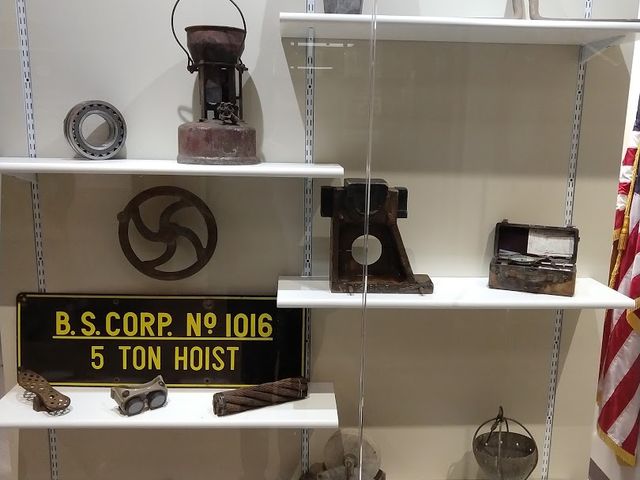 B. S. CORP. Nº 1016
5 TON HOIST